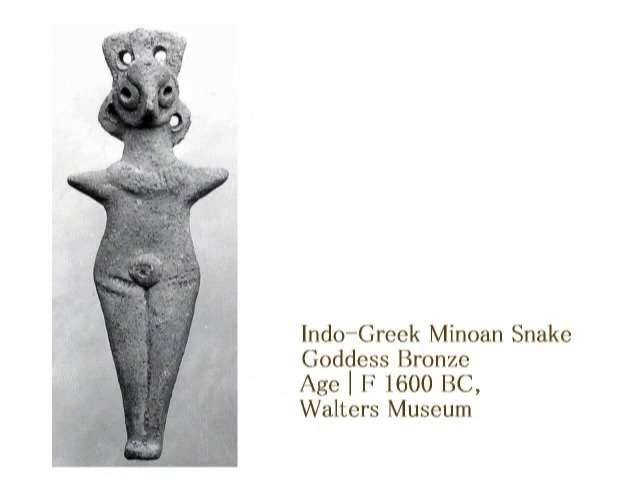 Indo-Greek Minoan Snake
Goddess Bronze
Age | F 1600 BC,
Walters Museum